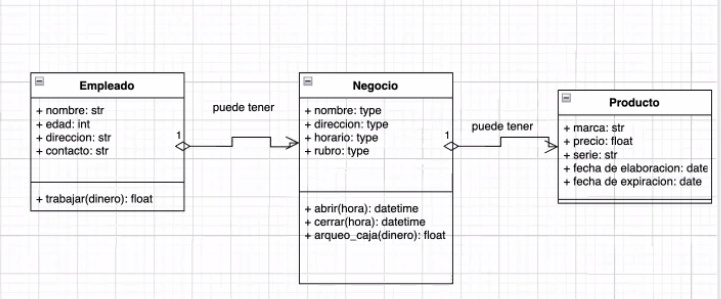 Empleado
+ nombre: str
+ edad: int
+ direccion: str
+ contacto: str
+ trabajar(dinero): float
1
puede tener
Negocio
+ nombre: type
+ direccion: type
+ horario: type
+ rubro: type
+ abrir(hora): datetime
+ cerrar(hora): datetime
+ arqueo_caja(dinero): float
1
puede tener
Producto
+ marca: str
+ precio: float
+ serie: str
+ fecha de elaboracion: date
+ fecha de expiracion: date